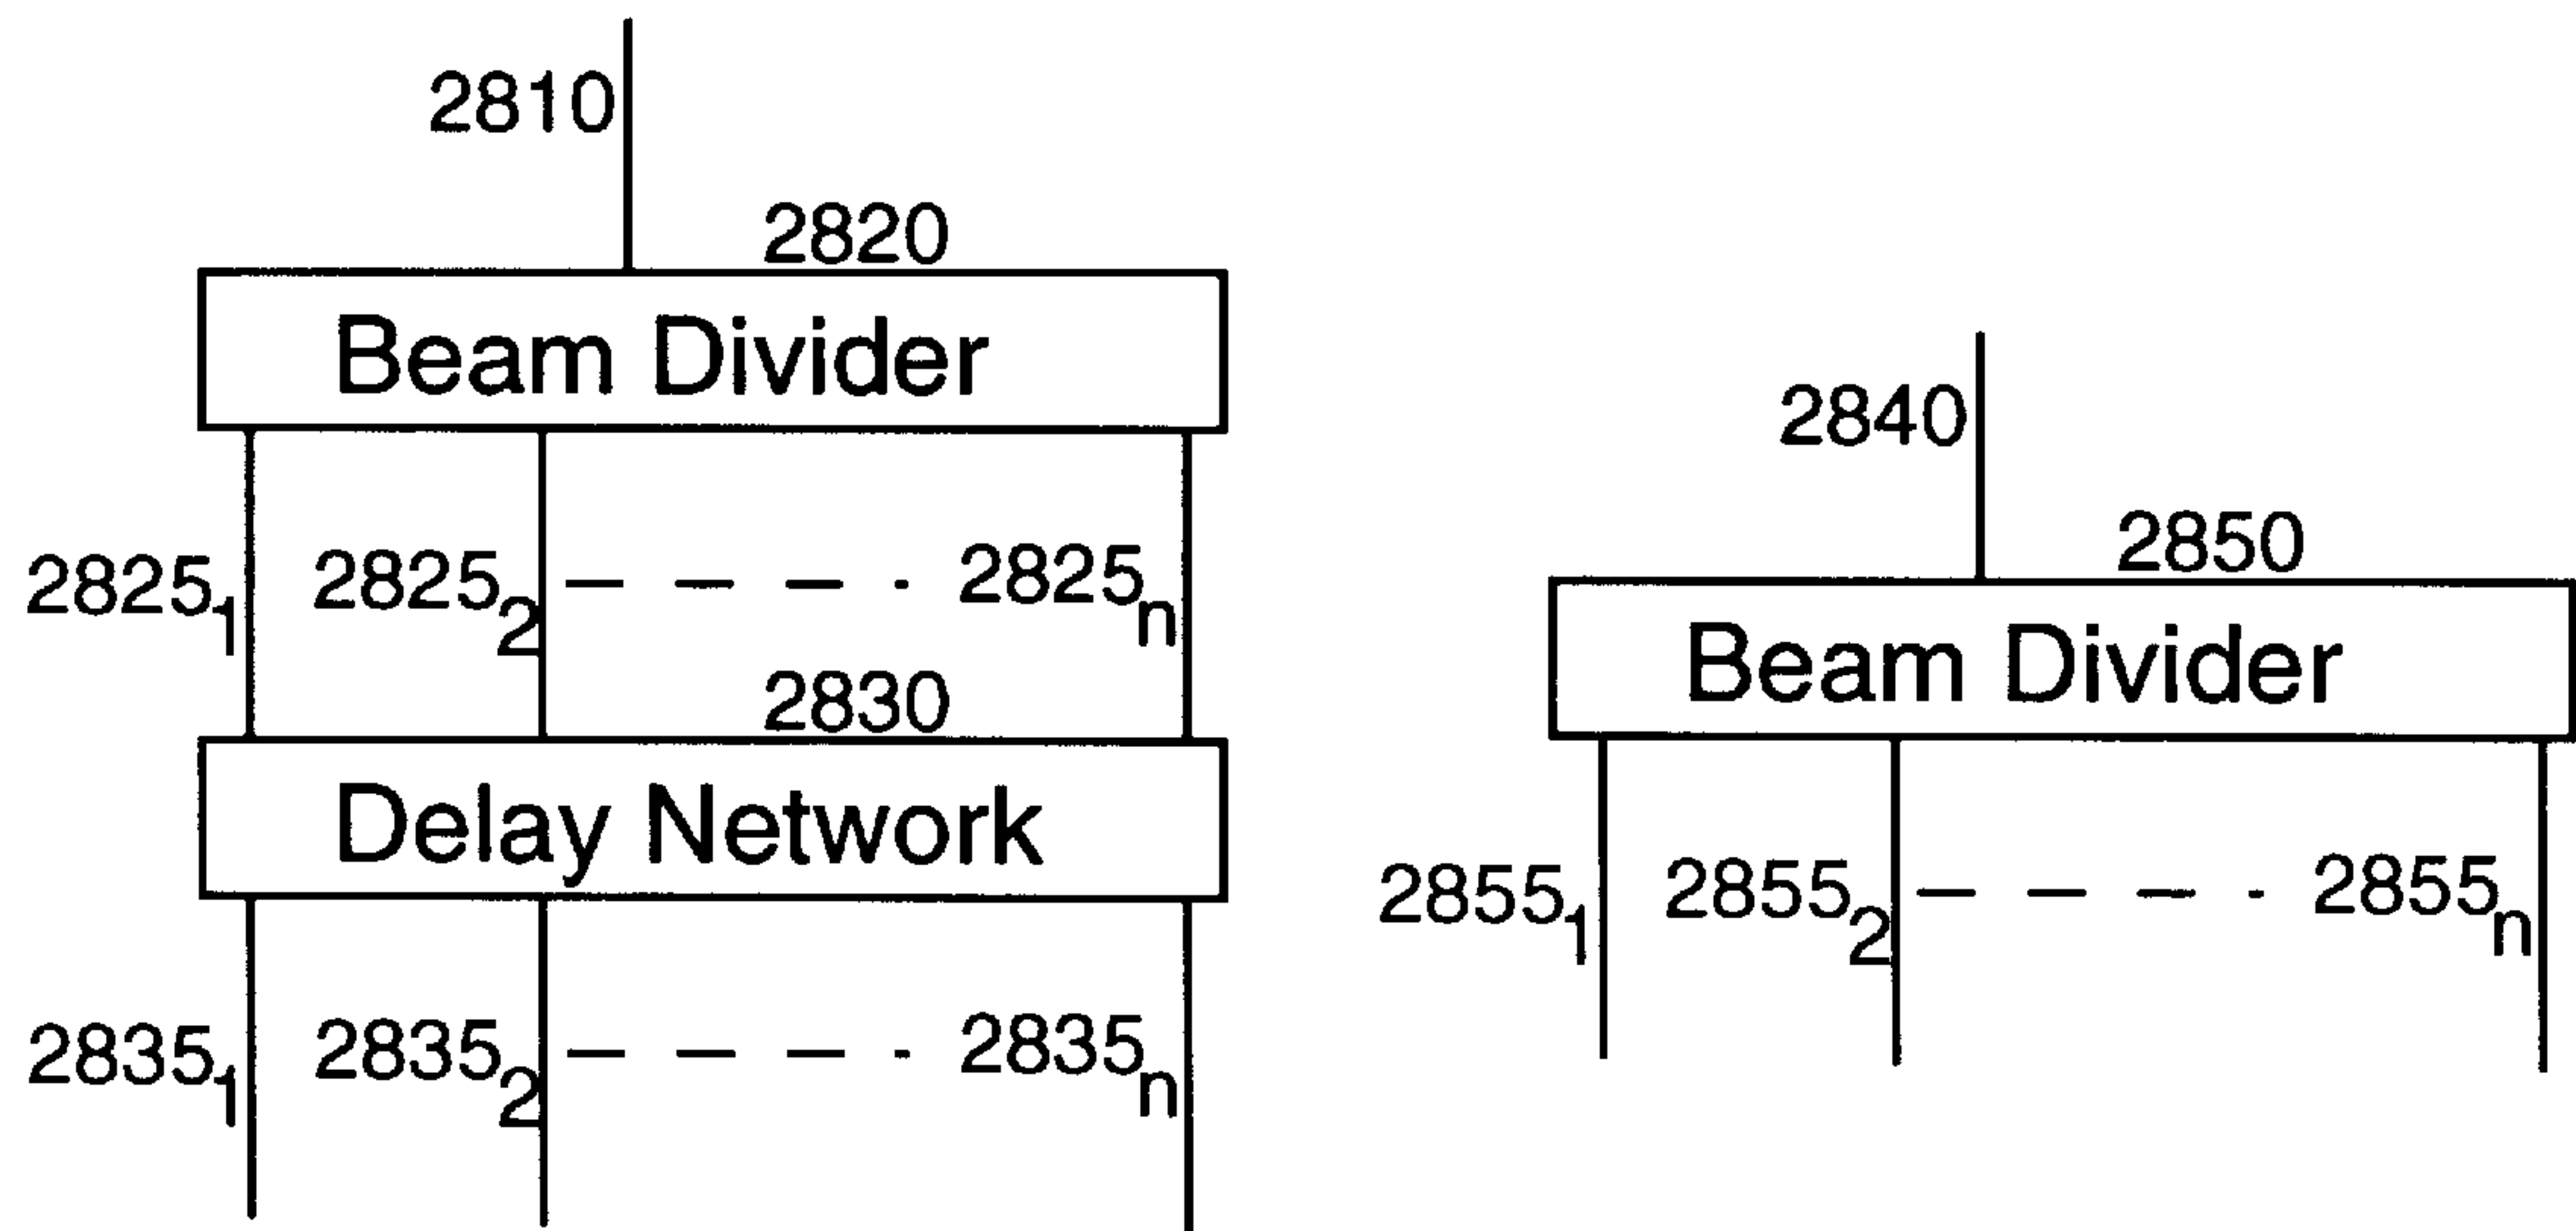 2810
2820
Beam Divider
2825₁ 2825₂ 2825ₙ
2830
Delay Network
2835₁ 2835₂ 2835ₙ
2840
2850
Beam Divider
2855₁ 2855₂ 2855ₙ